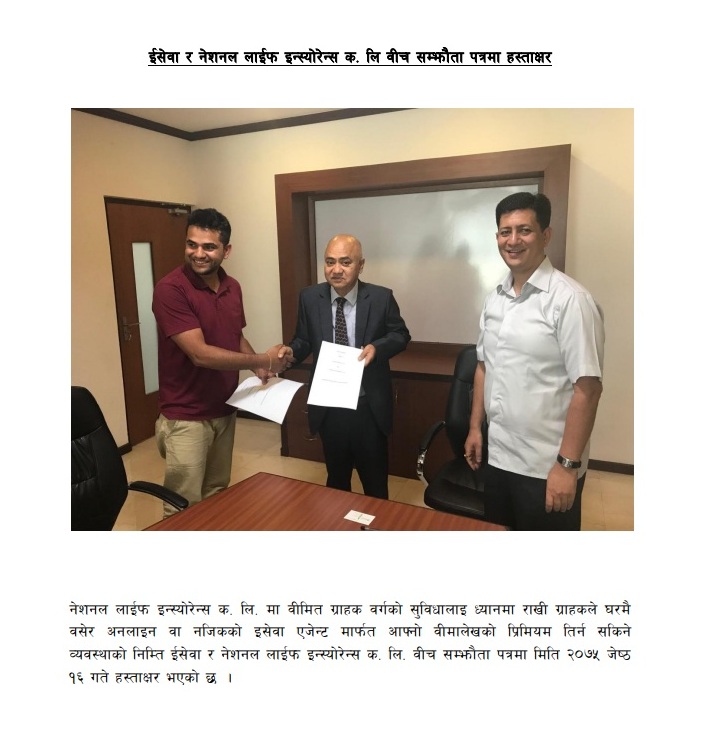 ईसेवा र नेशनल लाईफ इन्स्योरेन्स क. लि वीच सम्झौता पत्रमा हस्ताक्षर
नेशनल लाईफ इन्स्योरेन्स क. लि. मा वीमित ग्राहक वर्गको सुविधालाइ ध्यानमा राखी ग्राहकले घरमै
वसेर अनलाइन वा नजिकको इसेवा एजेन्ट मार्फत आफ्नो वीमालेखको प्रिमियम तिर्न सकिने
व्यवस्थाको निम्ति ईसेवा र नेशनल लाईफ इन्स्योरेन्स क. लि. वीच सम्झौता पत्रमा मिति २०७५ जेष्ठ
१६ गते हस्ताक्षर भएको छ ।